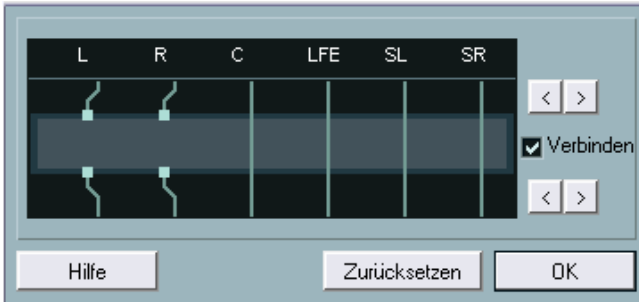 L R C LFE SL SR
< >
Verbinden
< >
Hilfe Zurücksetzen OK